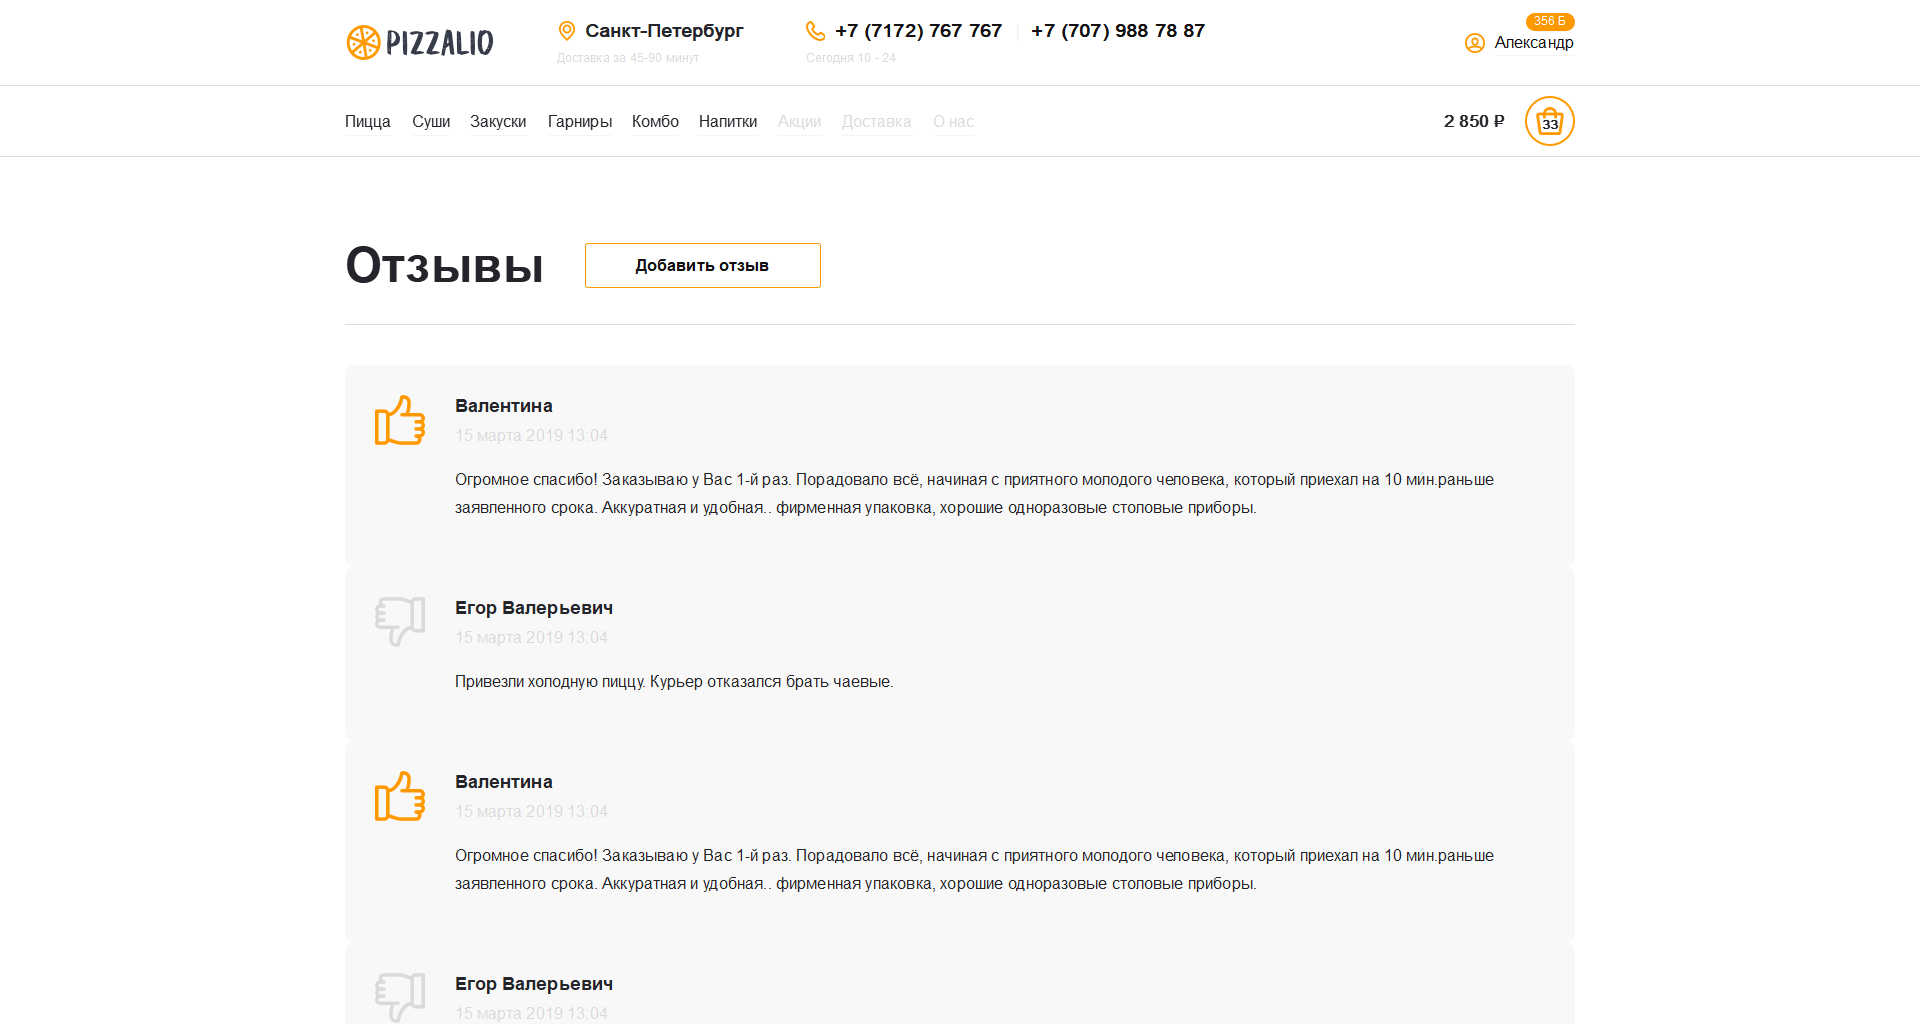 PIZZALIO
Санкт-Петербург
Доставка за 45-90 минут
+7 (7172) 767 767
+7 (707) 988 78 87
Сегодня 10 - 24
356 Б
Александр
Пицца Суши Закуски Гарниры Комбо Напитки Акции Доставка О нас
2 850 ₽
33
Отзывы
Добавить отзыв
Валентина
15 марта 2019 13:04
Огромное спасибо! Заказываю у Вас 1-й раз. Порадовало всё, начиная с приятного молодого человека, который приехал на 10 мин.раньше
заявленного срока. Аккуратная и удобная.. фирменная упаковка, хорошие одноразовые столовые приборы.
Егор Валерьевич
15 марта 2019 13:04
Привезли холодную пиццу. Курьер отказался брать чаевые.
Валентина
15 марта 2019 13:04
Огромное спасибо! Заказываю у Вас 1-й раз. Порадовало всё, начиная с приятного молодого человека, который приехал на 10 мин.раньше
заявленного срока. Аккуратная и удобная.. фирменная упаковка, хорошие одноразовые столовые приборы.
Егор Валерьевич
15 марта 2019 13:04